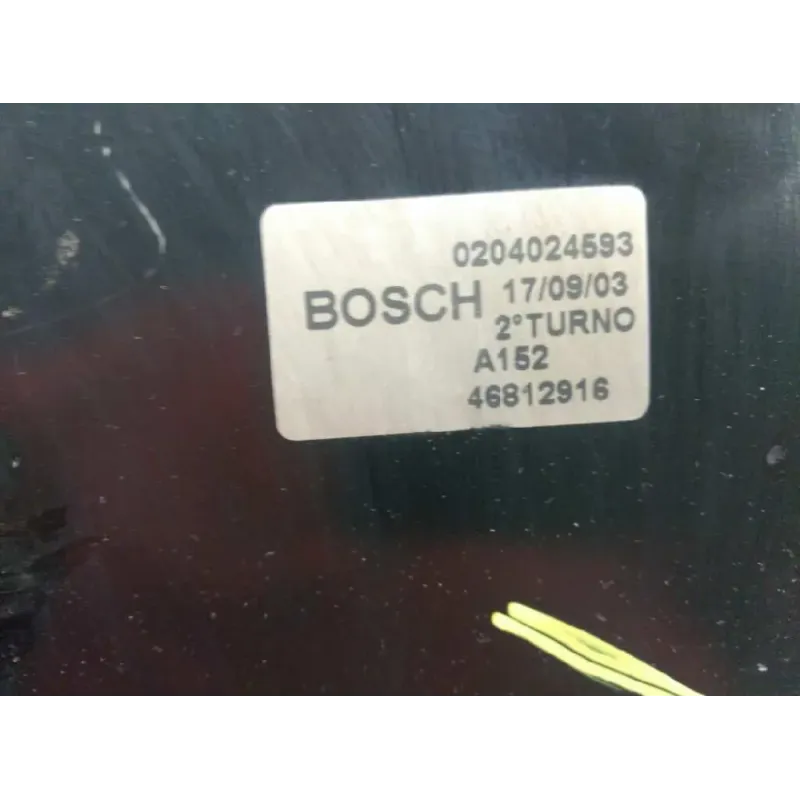 0204024593
BOSCH 17/09/03
2°TURNO
A152
46812916